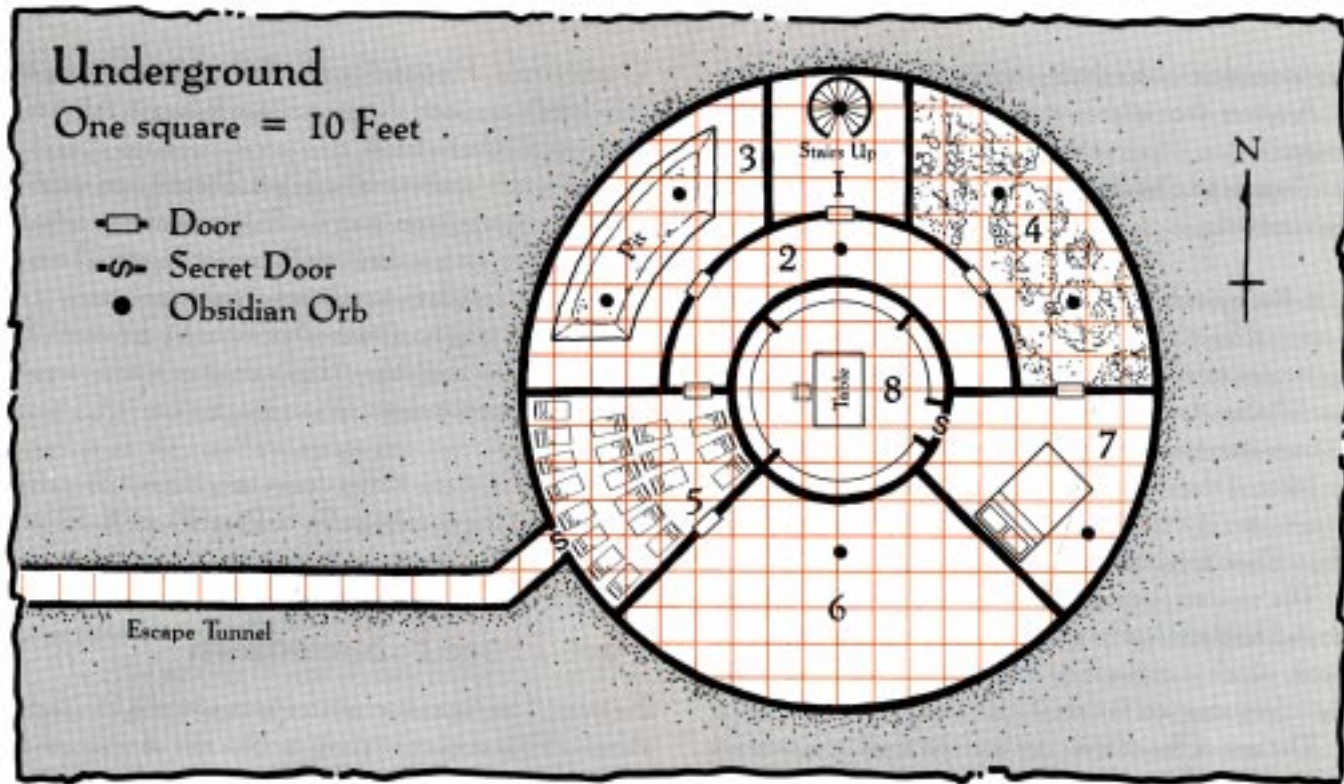 Underground
One square = 10 Feet
Door
S Secret Door
Obsidian Orb
N
Stairs Up
1
2
3
4
Pit
Table
8
7
S
5
S
6
Escape Tunnel